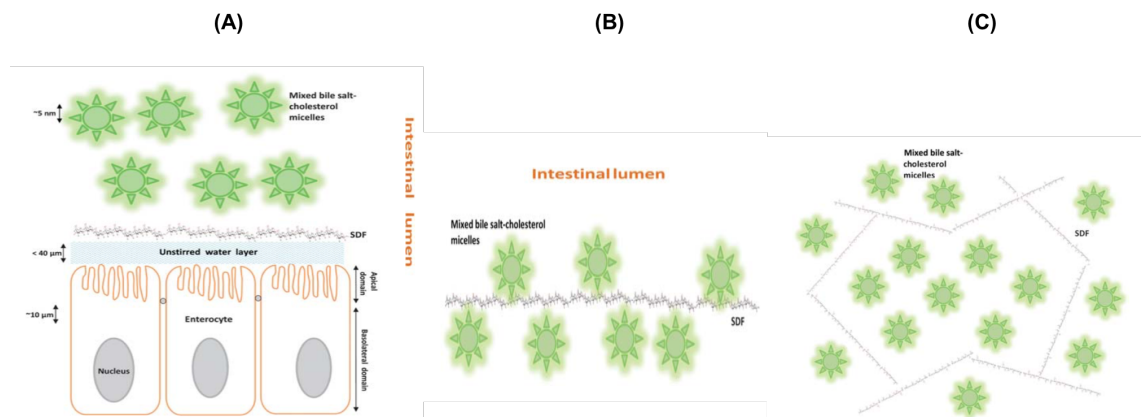 (A)
(B)
(C)
~5 nm
Mixed bile salt-
cholesterol
micelles
Intestinal lumen
SDF
< 40 µm
Unstirred water layer
Apical
domain
~10 µm
Enterocyte
Basolateral domain
Nucleus
Intestinal lumen
Mixed bile salt-cholesterol
micelles
SDF
Mixed bile salt-
cholesterol
micelles
SDF